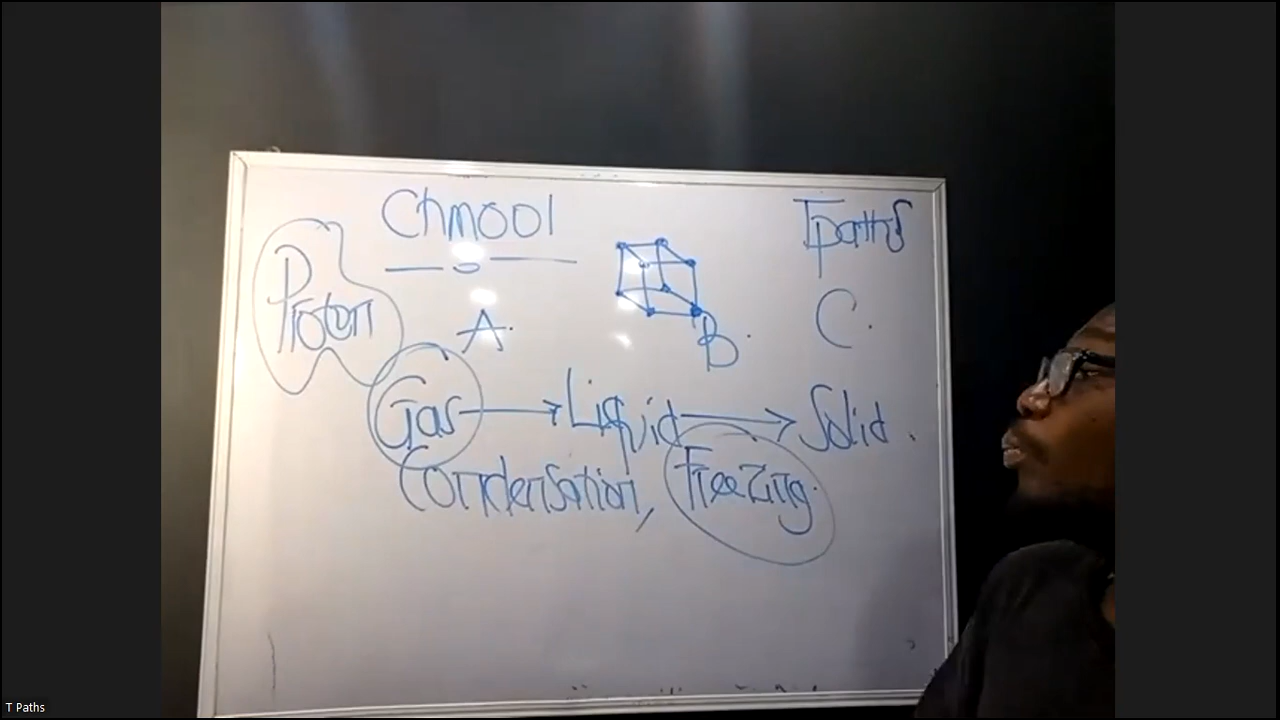 Chmool
Tpaths
Proton
A.
B.
C.
Gas → Liquid → Solid.
Condensation, Freezing.
T Paths